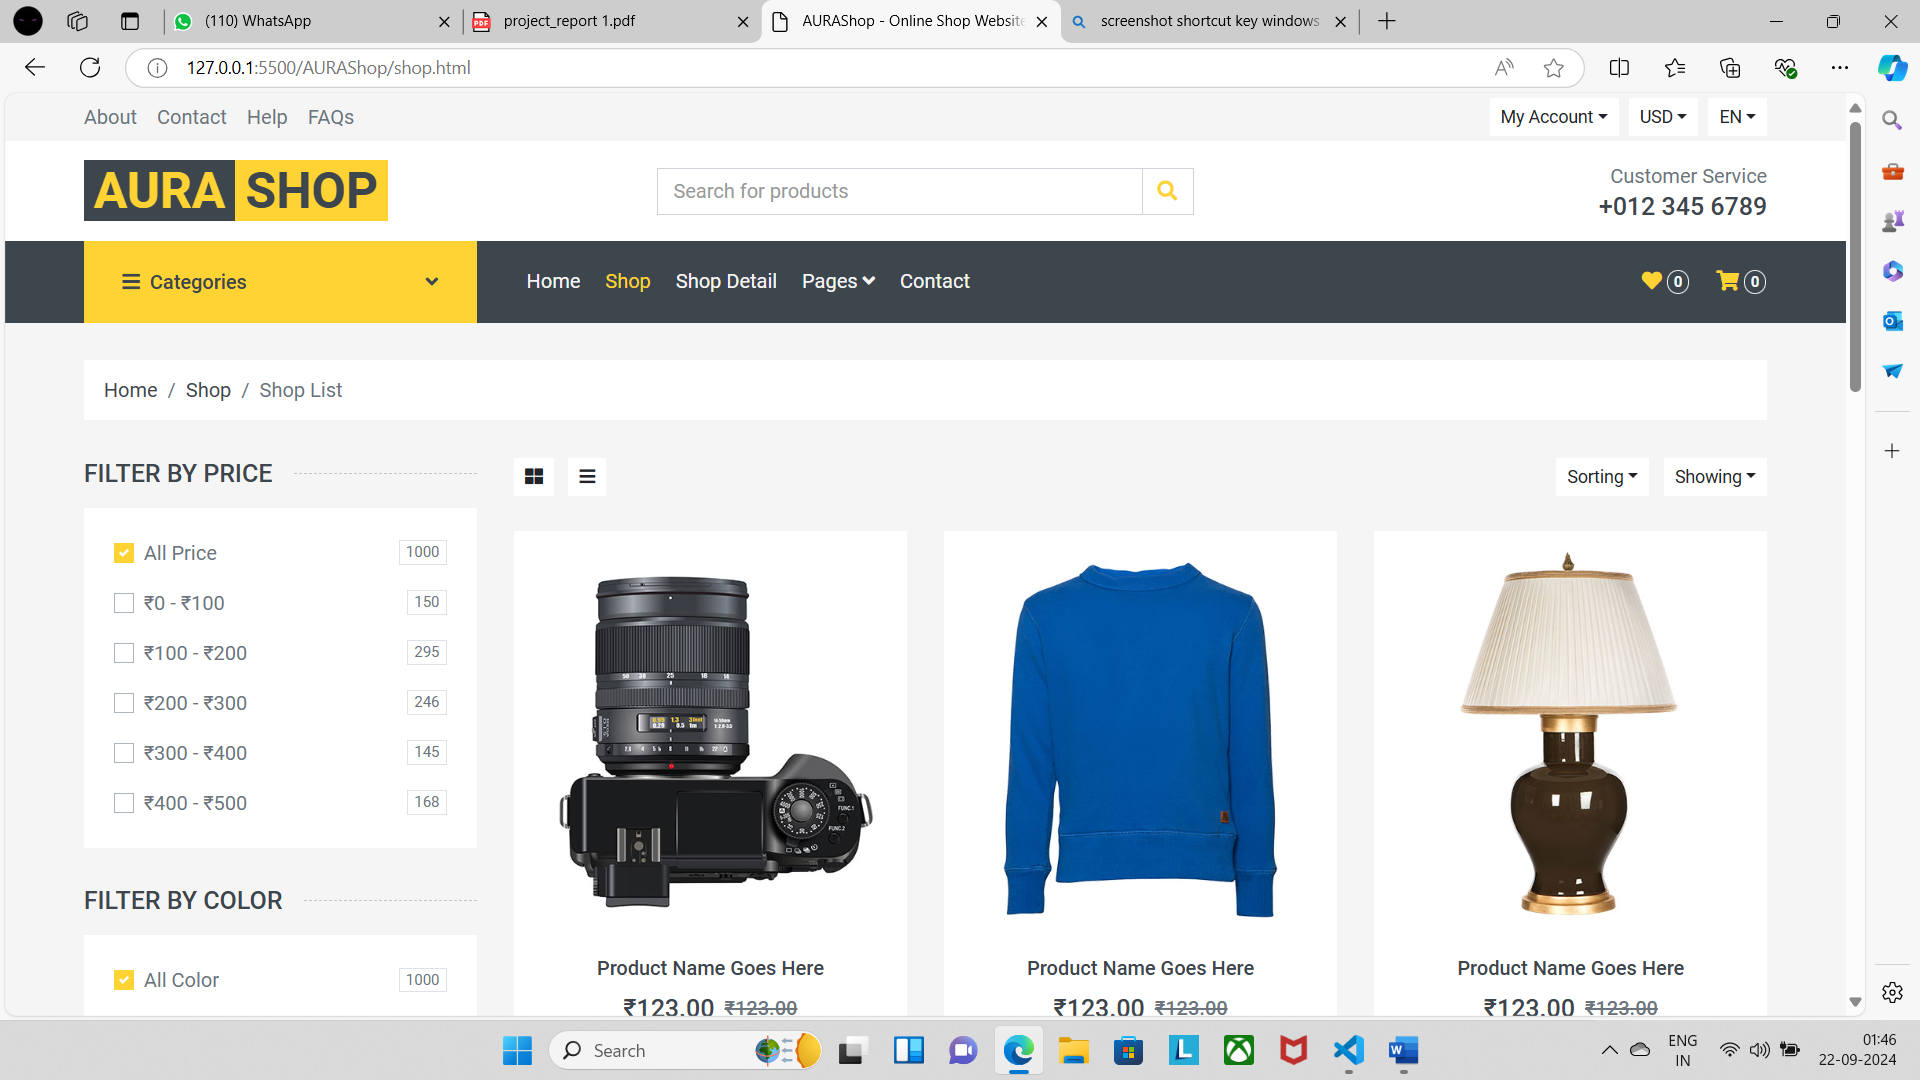 (110) WhatsApp
project_report 1.pdf
AURAShop - Online Shop Website
screenshot shortcut key windows
127.0.0.1:5500/AURAShop/shop.html
About Contact Help FAQs
My Account USD EN
AURA SHOP
Search for products
Customer Service
+012 345 6789
Categories
Home Shop Shop Detail Pages Contact
0 0
Home / Shop / Shop List
FILTER BY PRICE
Sorting Showing
All Price 1000
₹0 - ₹100 150
₹100 - ₹200 295
₹200 - ₹300 246
₹300 - ₹400 145
₹400 - ₹500 168
FILTER BY COLOR
All Color 1000
FUNC.1
FUNC.2
Product Name Goes Here
₹123.00 ₹123.00
Product Name Goes Here
₹123.00 ₹123.00
Product Name Goes Here
₹123.00 ₹123.00
Search
ENG
IN
01:46
22-09-2024